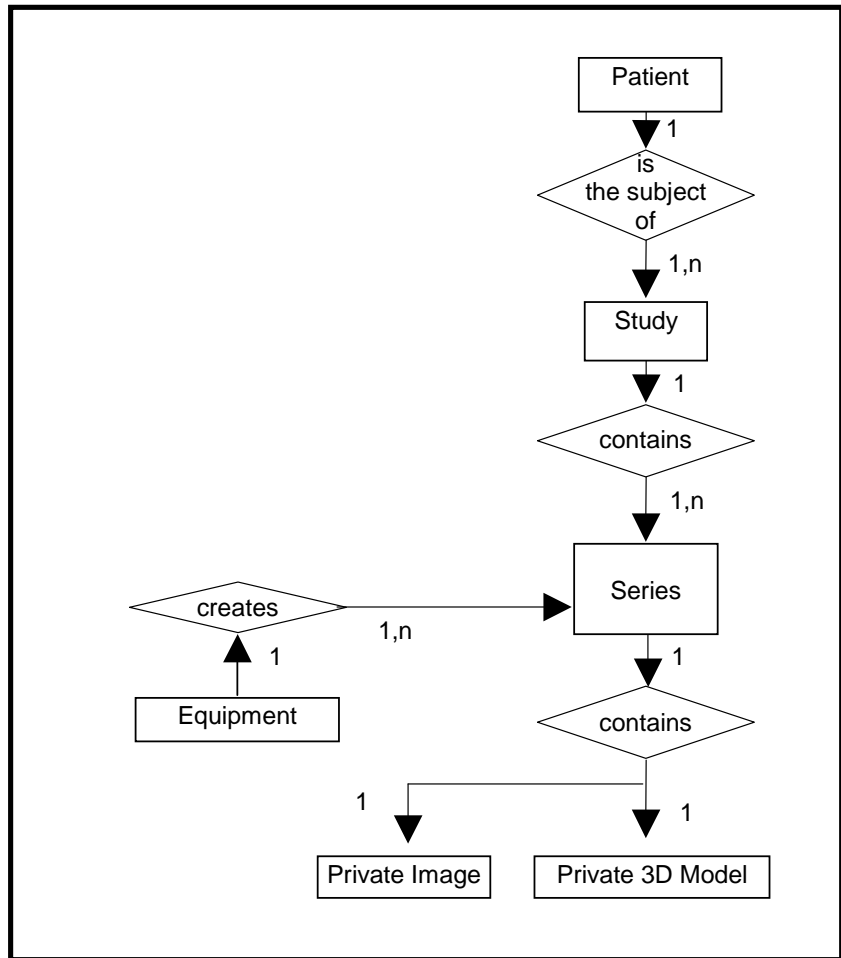 Patient
1
is
the subject
of
1,n
Study
1
contains
1,n
Series
creates
1,n
1
Equipment
1
contains
1
1
Private Image
Private 3D Model